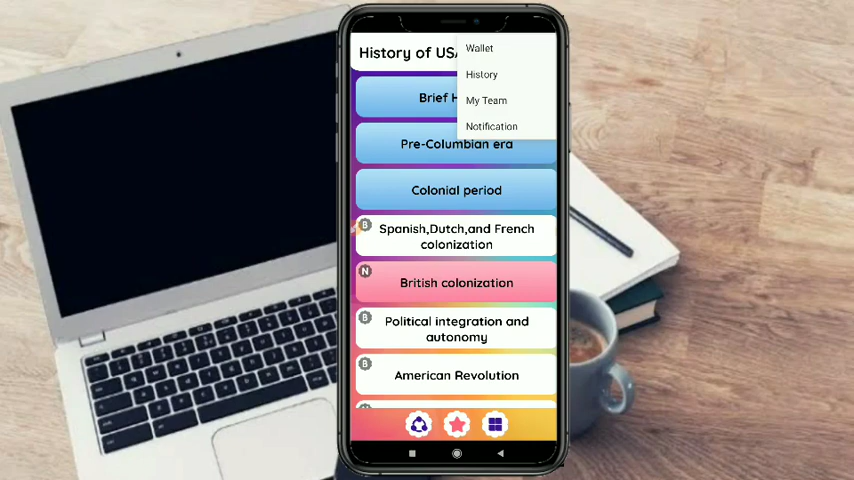 History of USA
Wallet
History
My Team
Notification
Brief H
Pre-Columbian era
Colonial period
B
Spanish,Dutch,and French
colonization
N
British colonization
B
Political integration and
autonomy
B
American Revolution